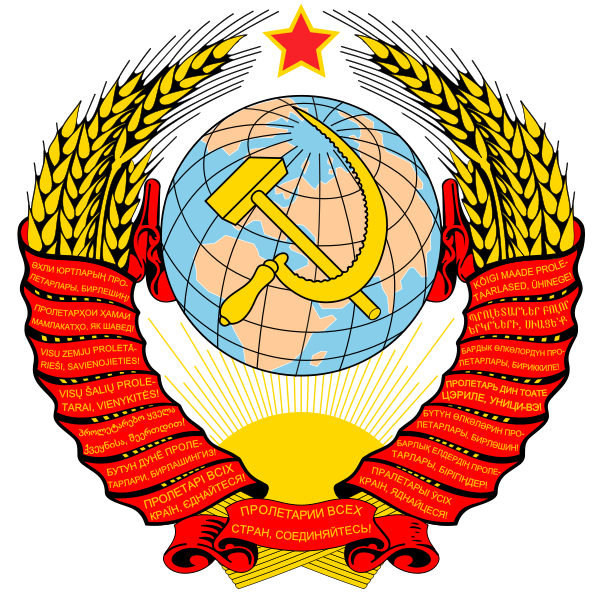 ӘХЛИ ЮРТЛАРЫҢ ПРО-
ЛЕТАРЛАРЫ, БИРЛЕШИҢ!
ПРОЛЕТАРҲОИ ҲАМАИ
МАМЛАКАТҲО, ЯК ШАВЕД!
VISU ZEMJU PROLETĀ-
RIEŠI, SAVIENOJIETIES!
VISŲ ŠALIŲ PROLE-
TARAI, VIENYKITĖS!
პროლეტარებო ყველა
ქვეყნისა, შეერთდით!
БУТУН ДУНЁ ПРОЛЕ-
ТАРЛАРИ, БИРЛАШИНГИЗ!
ПРОЛЕТАРІ ВСІХ
КРАЇН, ЄДНАЙТЕСЯ!
KÕIGI MAADE PROLE-
TAARLASED, ÜHINEGE!
ՊՐՈԼԵՏԱՐՆԵՐ ԲՈԼՈՐ
ԵՐԿՐՆԵՐԻ, ՄԻԱՑԵ՛Ք
БАРДЫК ӨЛКӨЛӨРДҮН ПРО-
ЛЕТАРЛАРЫ, БИРИККИЛЕ!
ПРОЛЕТАРЬ ДИН ТОАТЕ
ЦЭРИЛЕ, УНИЦИ-ВЭ!
БҮТҮН ӨЛКӘЛӘРИН ПРО-
ЛЕТАРЛАРЫ, БИРЛӘШИН!
БАРЛЫҚ ЕЛДЕРДІҢ ПРОЛЕ-
ТАРЛАРЫ, БІРІГІҢДЕР!
ПРАЛЕТАРЫІ ЎСІХ
КРАІН, ЯДНАЙЦЕСЯ!
ПРОЛЕТАРИИ ВСЕХ
СТРАН, СОЕДИНЯЙТЕСЬ!